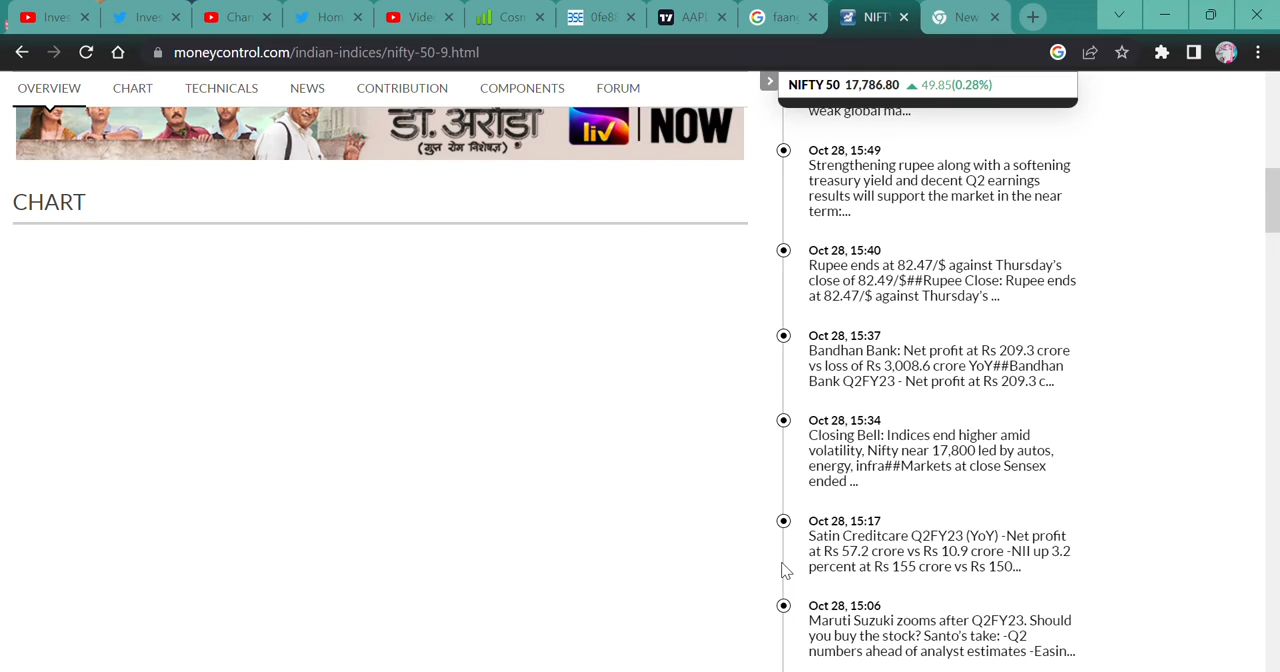 Inves
Inves
Chart
Hom
Video
Cosm
0fe88
AAPL
faang
NIFT
New
moneycontrol.com/indian-indices/nifty-50-9.html
OVERVIEW CHART TECHNICALS NEWS CONTRIBUTION COMPONENTS FORUM
डा. अरोड़ा
(गुप्त रोग विशेषज्ञ)
liv
NOW
CHART
NIFTY 50 17,786.80 49.85(0.28%)
weak global ma...
Oct 28, 15:49
Strengthening rupee along with a softening
treasury yield and decent Q2 earnings
results will support the market in the near
term:...
Oct 28, 15:40
Rupee ends at 82.47/$ against Thursday's
close of 82.49/$##Rupee Close: Rupee ends
at 82.47/$ against Thursday's ...
Oct 28, 15:37
Bandhan Bank: Net profit at Rs 209.3 crore
vs loss of Rs 3,008.6 crore YoY##Bandhan
Bank Q2FY23 - Net profit at Rs 209.3 c...
Oct 28, 15:34
Closing Bell: Indices end higher amid
volatility, Nifty near 17,800 led by autos,
energy, infra##Markets at close Sensex
ended ...
Oct 28, 15:17
Satin Creditcare Q2FY23 (YoY) -Net profit
at Rs 57.2 crore vs Rs 10.9 crore -NII up 3.2
percent at Rs 155 crore vs Rs 150...
Oct 28, 15:06
Maruti Suzuki zooms after Q2FY23. Should
you buy the stock? Santo's take: -Q2
numbers ahead of analyst estimates -Easin...